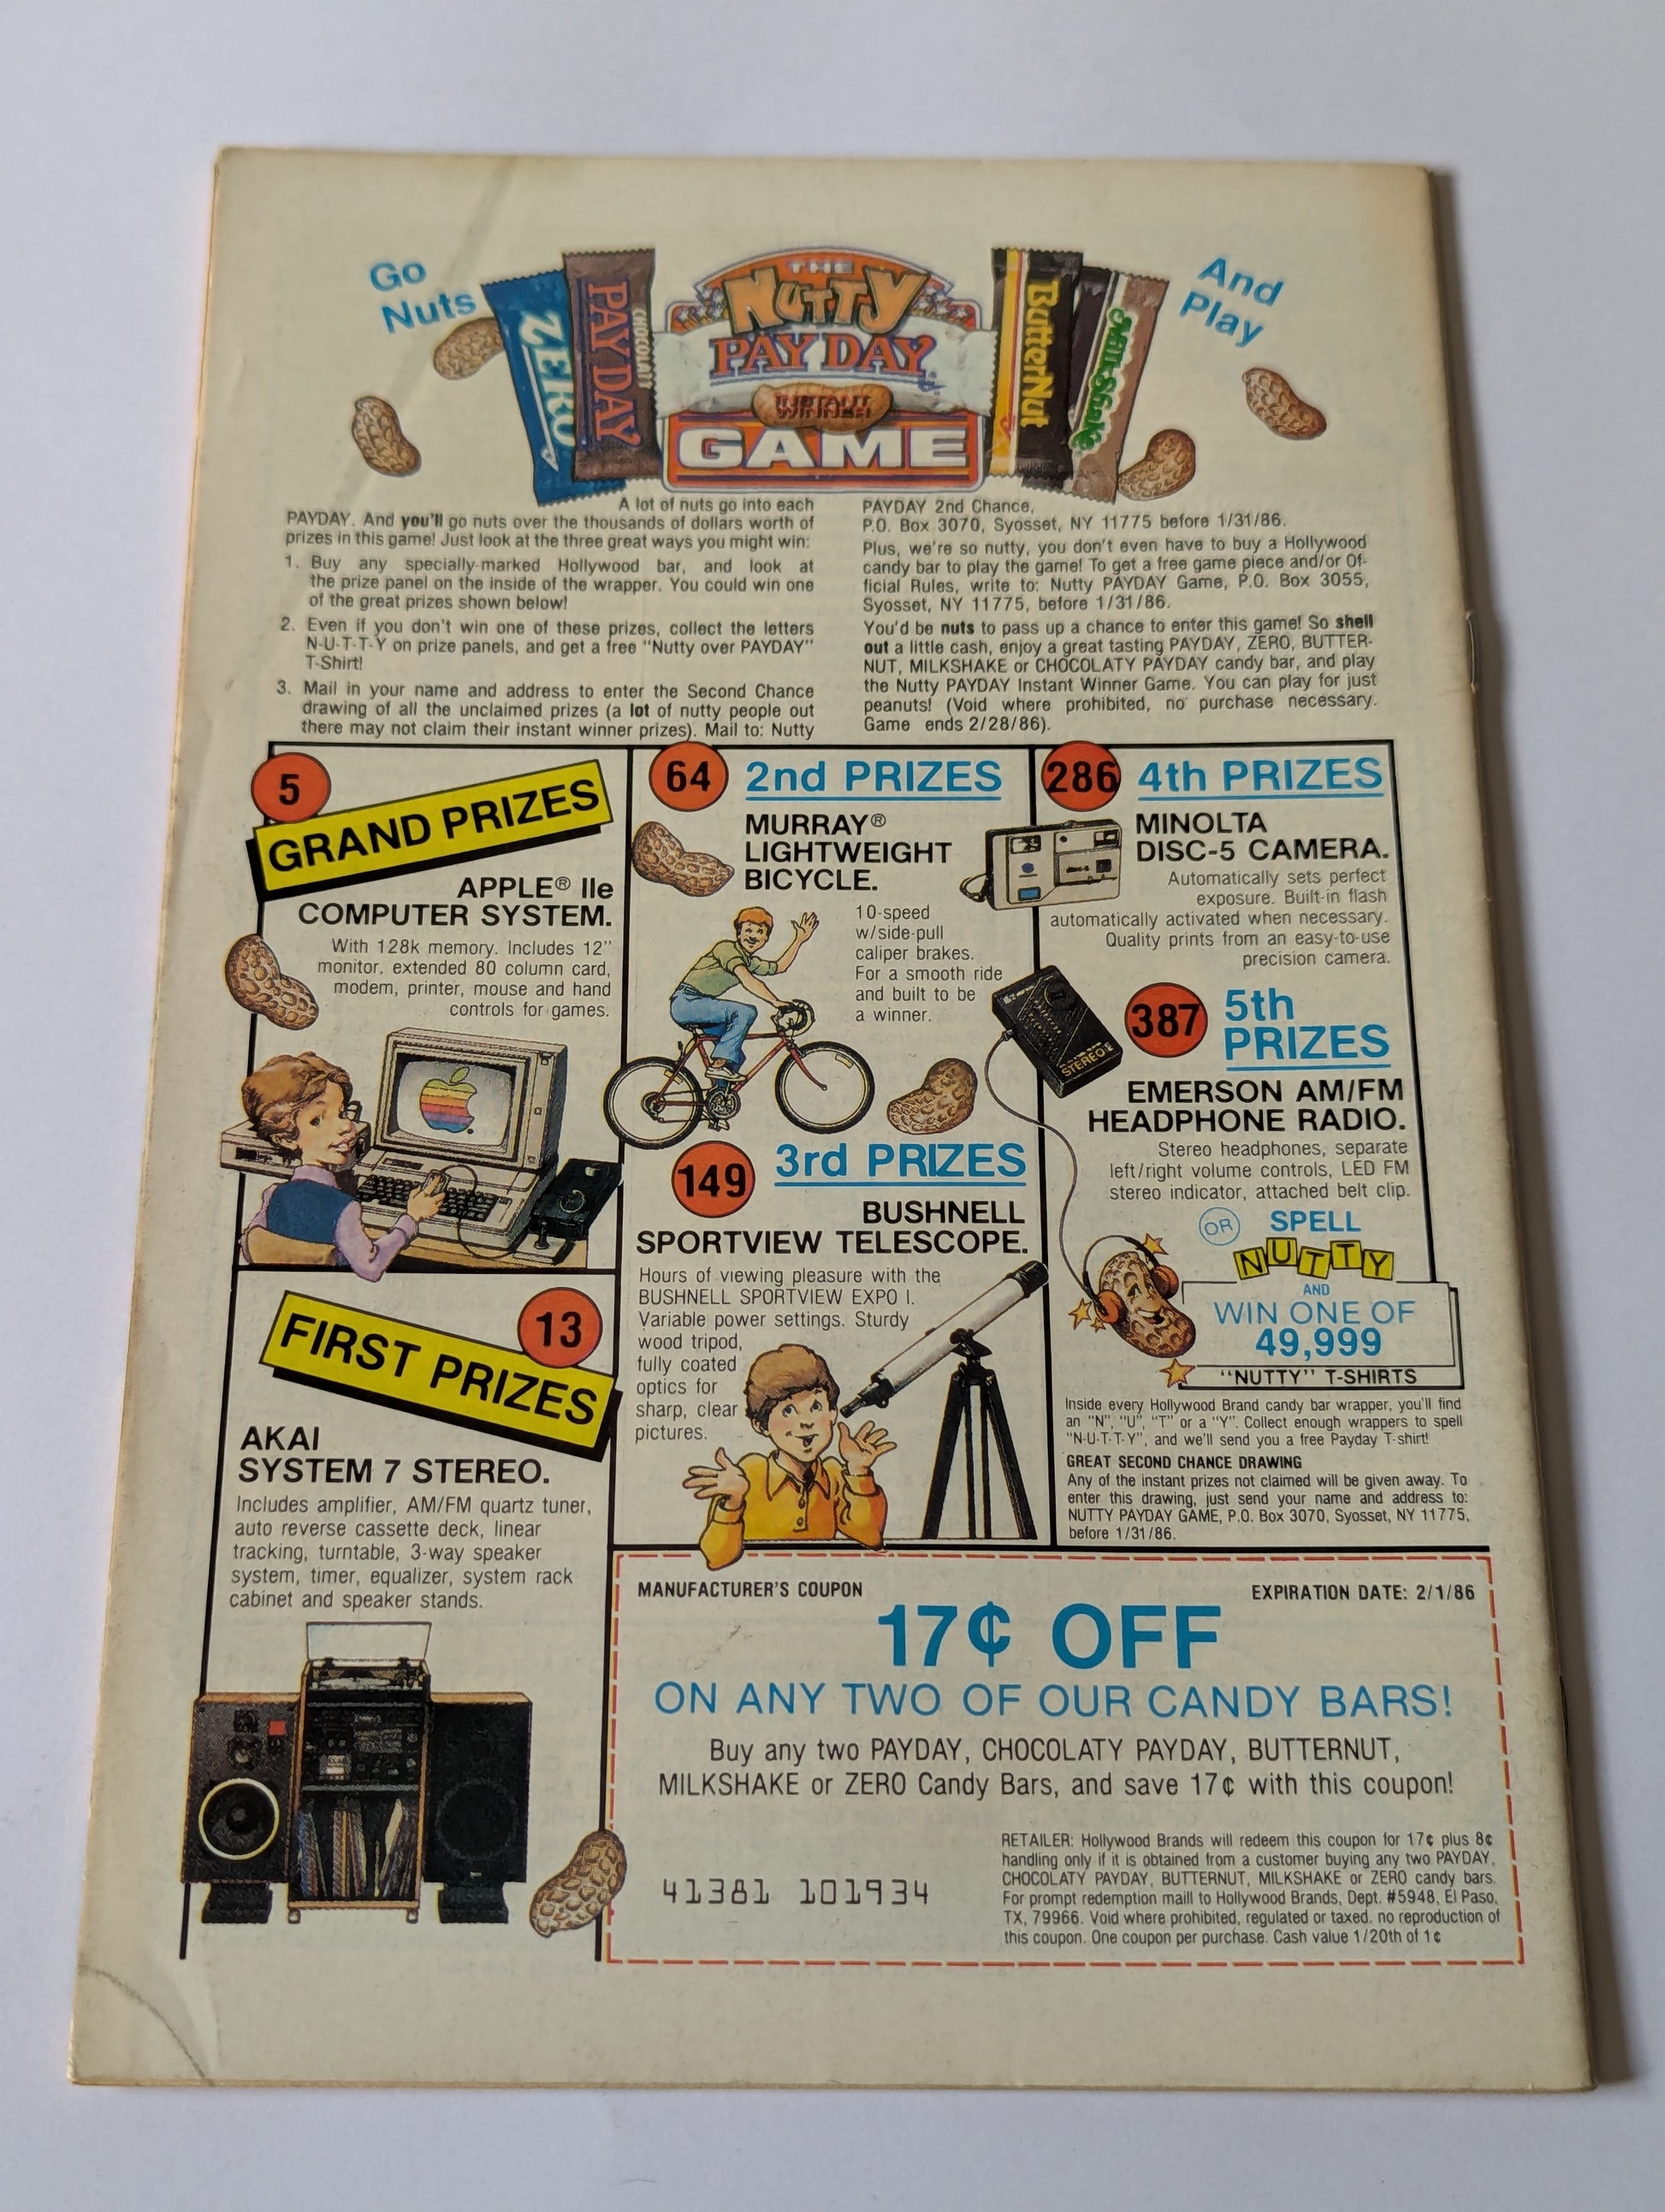 Go
Nuts
ZERO
CHOCOLATY
PAYDAY
THE
NUTTY
PAY DAY
INSTANT
WINNER
GAME
ButterNut
Milk-Shake
And
Play
A lot of nuts go into each
PAYDAY. And you'll go nuts over the thousands of dollars worth of
prizes in this game! Just look at the three great ways you might win:
1. Buy any specially-marked Hollywood bar, and look at
the prize panel on the inside of the wrapper. You could win one
of the great prizes shown below!
2. Even if you don't win one of these prizes, collect the letters
N-U-T-T-Y on prize panels, and get a free "Nutty over PAYDAY"
T-Shirt!
3. Mail in your name and address to enter the Second Chance
drawing of all the unclaimed prizes (a lot of nutty people out
there may not claim their instant winner prizes). Mail to: Nutty
PAYDAY 2nd Chance,
P.O. Box 3070, Syosset, NY 11775 before 1/31/86.
Plus, we're so nutty, you don't even have to buy a Hollywood
candy bar to play the game! To get a free game piece and/or Of-
ficial Rules, write to: Nutty PAYDAY Game, P.O. Box 3055,
Syosset, NY 11775, before 1/31/86.
You'd be nuts to pass up a chance to enter this game! So shell
out a little cash, enjoy a great tasting PAYDAY, ZERO, BUTTER-
NUT, MILKSHAKE or CHOCOLATY PAYDAY candy bar, and play
the Nutty PAYDAY Instant Winner Game. You can play for just
peanuts! (Void where prohibited, no purchase necessary.
Game ends 2/28/86).
5
GRAND PRIZES
APPLE® IIe
COMPUTER SYSTEM.
With 128k memory. Includes 12"
monitor, extended 80 column card,
modem, printer, mouse and hand
controls for games.
13
FIRST PRIZES
AKAI
SYSTEM 7 STEREO.
Includes amplifier, AM/FM quartz tuner,
auto reverse cassette deck, linear
tracking, turntable, 3-way speaker
system, timer, equalizer, system rack
cabinet and speaker stands.
64
2nd PRIZES
MURRAY®
LIGHTWEIGHT
BICYCLE.
10-speed
w/side-pull
caliper brakes.
For a smooth ride
and built to be
a winner.
149
3rd PRIZES
BUSHNELL
SPORTVIEW TELESCOPE.
Hours of viewing pleasure with the
BUSHNELL SPORTVIEW EXPO I.
Variable power settings. Sturdy
wood tripod,
fully coated
optics for
sharp, clear
pictures.
286
4th PRIZES
MINOLTA
DISC-5 CAMERA.
Automatically sets perfect
exposure. Built-in flash
automatically activated when necessary.
Quality prints from an easy-to-use
precision camera.
STEREO
387
5th
PRIZES
EMERSON AM/FM
HEADPHONE RADIO.
Stereo headphones, separate
left/right volume controls, LED FM
stereo indicator, attached belt clip.
OR
SPELL
NUTTY
AND
WIN ONE OF
49,999
"NUTTY" T-SHIRTS
Inside every Hollywood Brand candy bar wrapper, you'll find
an "N", "U", "T" or a "Y". Collect enough wrappers to spell
"N-U-T-T-Y", and we'll send you a free Payday T-shirt!
GREAT SECOND CHANCE DRAWING
Any of the instant prizes not claimed will be given away. To
enter this drawing, just send your name and address to:
NUTTY PAYDAY GAME, P.O. Box 3070, Syosset, NY 11775,
before 1/31/86.
MANUFACTURER'S COUPON
EXPIRATION DATE: 2/1/86
17¢ OFF
ON ANY TWO OF OUR CANDY BARS!
Buy any two PAYDAY, CHOCOLATY PAYDAY, BUTTERNUT,
MILKSHAKE or ZERO Candy Bars, and save 17¢ with this coupon!
41381 101934
RETAILER: Hollywood Brands will redeem this coupon for 17¢ plus 8¢
handling only if it is obtained from a customer buying any two PAYDAY,
CHOCOLATY PAYDAY, BUTTERNUT, MILKSHAKE or ZERO candy bars.
For prompt redemption maill to Hollywood Brands, Dept. #5948, El Paso,
TX, 79966. Void where prohibited, regulated or taxed. no reproduction of
this coupon. One coupon per purchase. Cash value 1/20th of 1¢